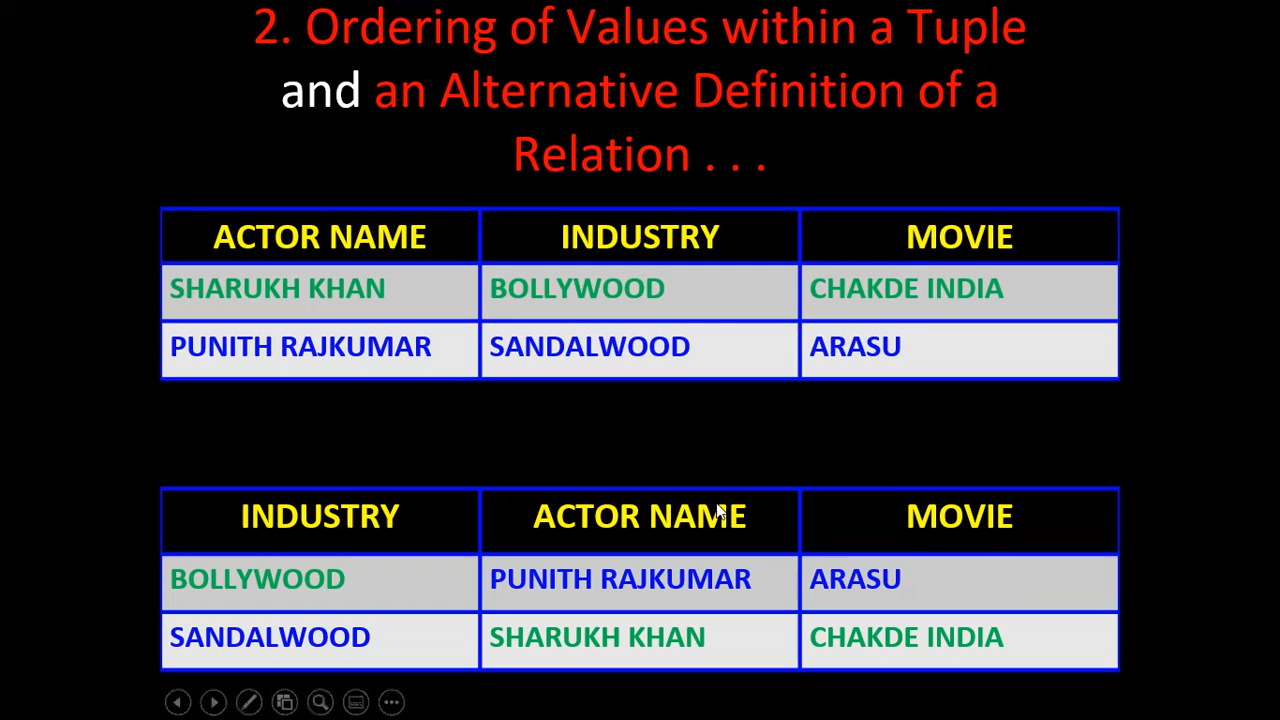 2. Ordering of Values within a Tuple
and an Alternative Definition of a
Relation . . .
ACTOR NAME INDUSTRY MOVIE
SHARUKH KHAN BOLLYWOOD CHAKDE INDIA
PUNITH RAJKUMAR SANDALWOOD ARASU
INDUSTRY ACTOR NAME MOVIE
BOLLYWOOD PUNITH RAJKUMAR ARASU
SANDALWOOD SHARUKH KHAN CHAKDE INDIA